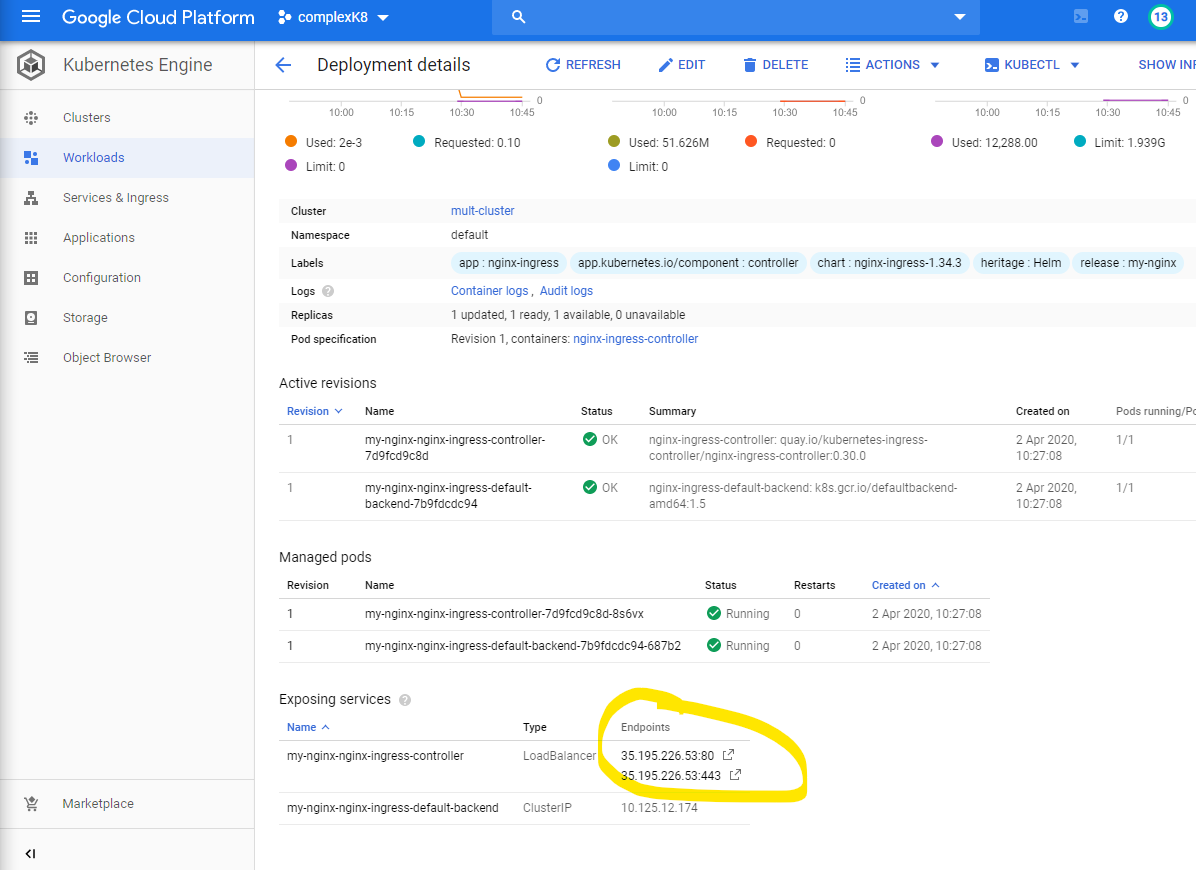 Google Cloud Platform complexK8 13
Kubernetes Engine
Deployment details REFRESH EDIT DELETE ACTIONS KUBECTL SHOW INF
Clusters
Workloads
Services & Ingress
Applications
Configuration
Storage
Object Browser
Marketplace
0 0 0
10:00 10:15 10:30 10:45 10:00 10:15 10:30 10:45 10:00 10:15 10:30 10:45
Used: 2e-3 Requested: 0.10 Used: 51.626M Requested: 0 Used: 12,288.00 Limit: 1.939G
Limit: 0 Limit: 0
Cluster mult-cluster
Namespace default
Labels app : nginx-ingress app.kubernetes.io/component : controller chart : nginx-ingress-1.34.3 heritage : Helm release : my-nginx
Logs Container logs , Audit logs
Replicas 1 updated, 1 ready, 1 available, 0 unavailable
Pod specification Revision 1, containers: nginx-ingress-controller
Active revisions
Revision Name Status Summary Created on Pods running/Po
1 my-nginx-nginx-ingress-controller- OK nginx-ingress-controller: quay.io/kubernetes-ingress- 2 Apr 2020, 1/1
7d9fcd9c8d controller/nginx-ingress-controller:0.30.0 10:27:08
1 my-nginx-nginx-ingress-default- OK nginx-ingress-default-backend: k8s.gcr.io/defaultbackend- 2 Apr 2020, 1/1
backend-7b9fdcdc94 amd64:1.5 10:27:08
Managed pods
Revision Name Status Restarts Created on
1 my-nginx-nginx-ingress-controller-7d9fcd9c8d-8s6vx Running 0 2 Apr 2020, 10:27:08
1 my-nginx-nginx-ingress-default-backend-7b9fdcdc94-687b2 Running 0 2 Apr 2020, 10:27:08
Exposing services
Name Type Endpoints
my-nginx-nginx-ingress-controller LoadBalancer 35.195.226.53:80
35.195.226.53:443
my-nginx-nginx-ingress-default-backend ClusterIP 10.125.12.174